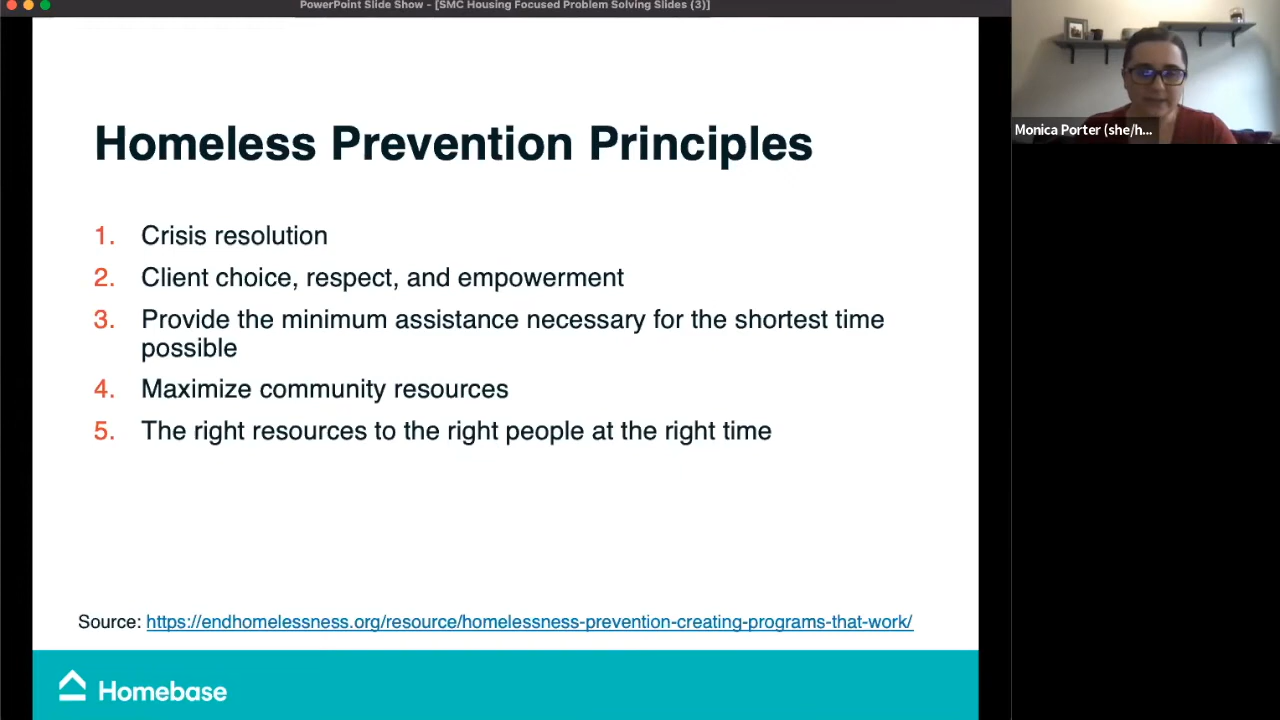 PowerPoint Slide Show - [SMC Housing Focused Problem Solving Slides (3)]
Monica Porter (she/h...
Homeless Prevention Principles
1. Crisis resolution
2. Client choice, respect, and empowerment
3. Provide the minimum assistance necessary for the shortest time
possible
4. Maximize community resources
5. The right resources to the right people at the right time
Source: https://endhomelessness.org/resource/homelessness-prevention-creating-programs-that-work/
Homebase